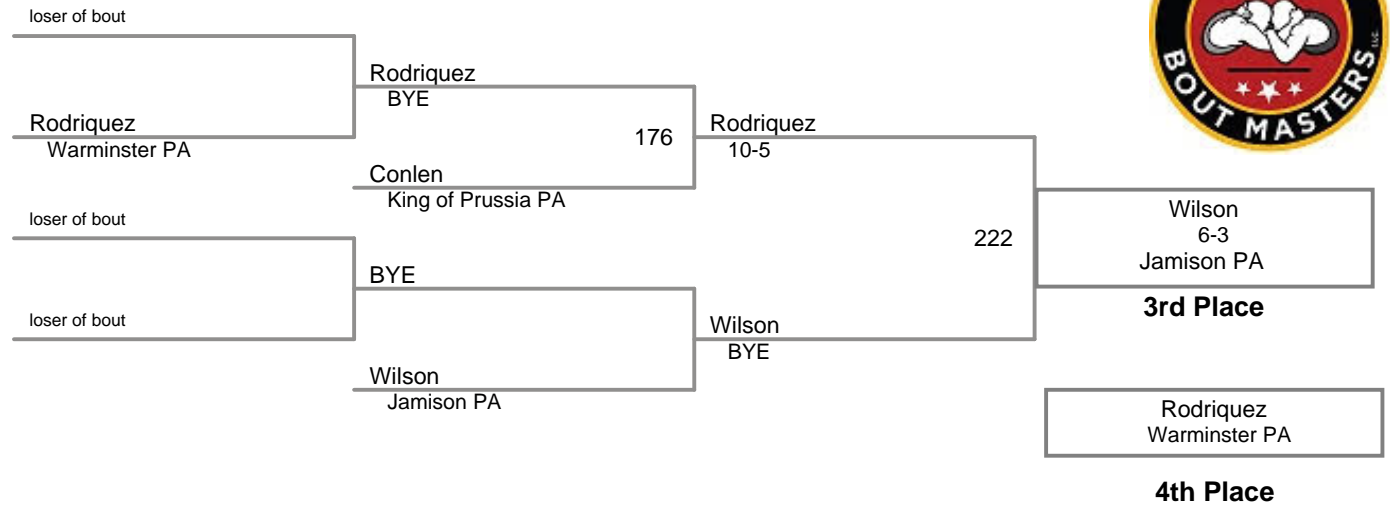 loser of bout
Rodriquez
BYE
Rodriquez
Warminster PA
176
Rodriquez
10-5
Conlen
King of Prussia PA
loser of bout
222
Wilson
6-3
Jamison PA
3rd Place
BYE
loser of bout
Wilson
BYE
Wilson
Jamison PA
Rodriquez
Warminster PA
4th Place
BOUT MASTERS